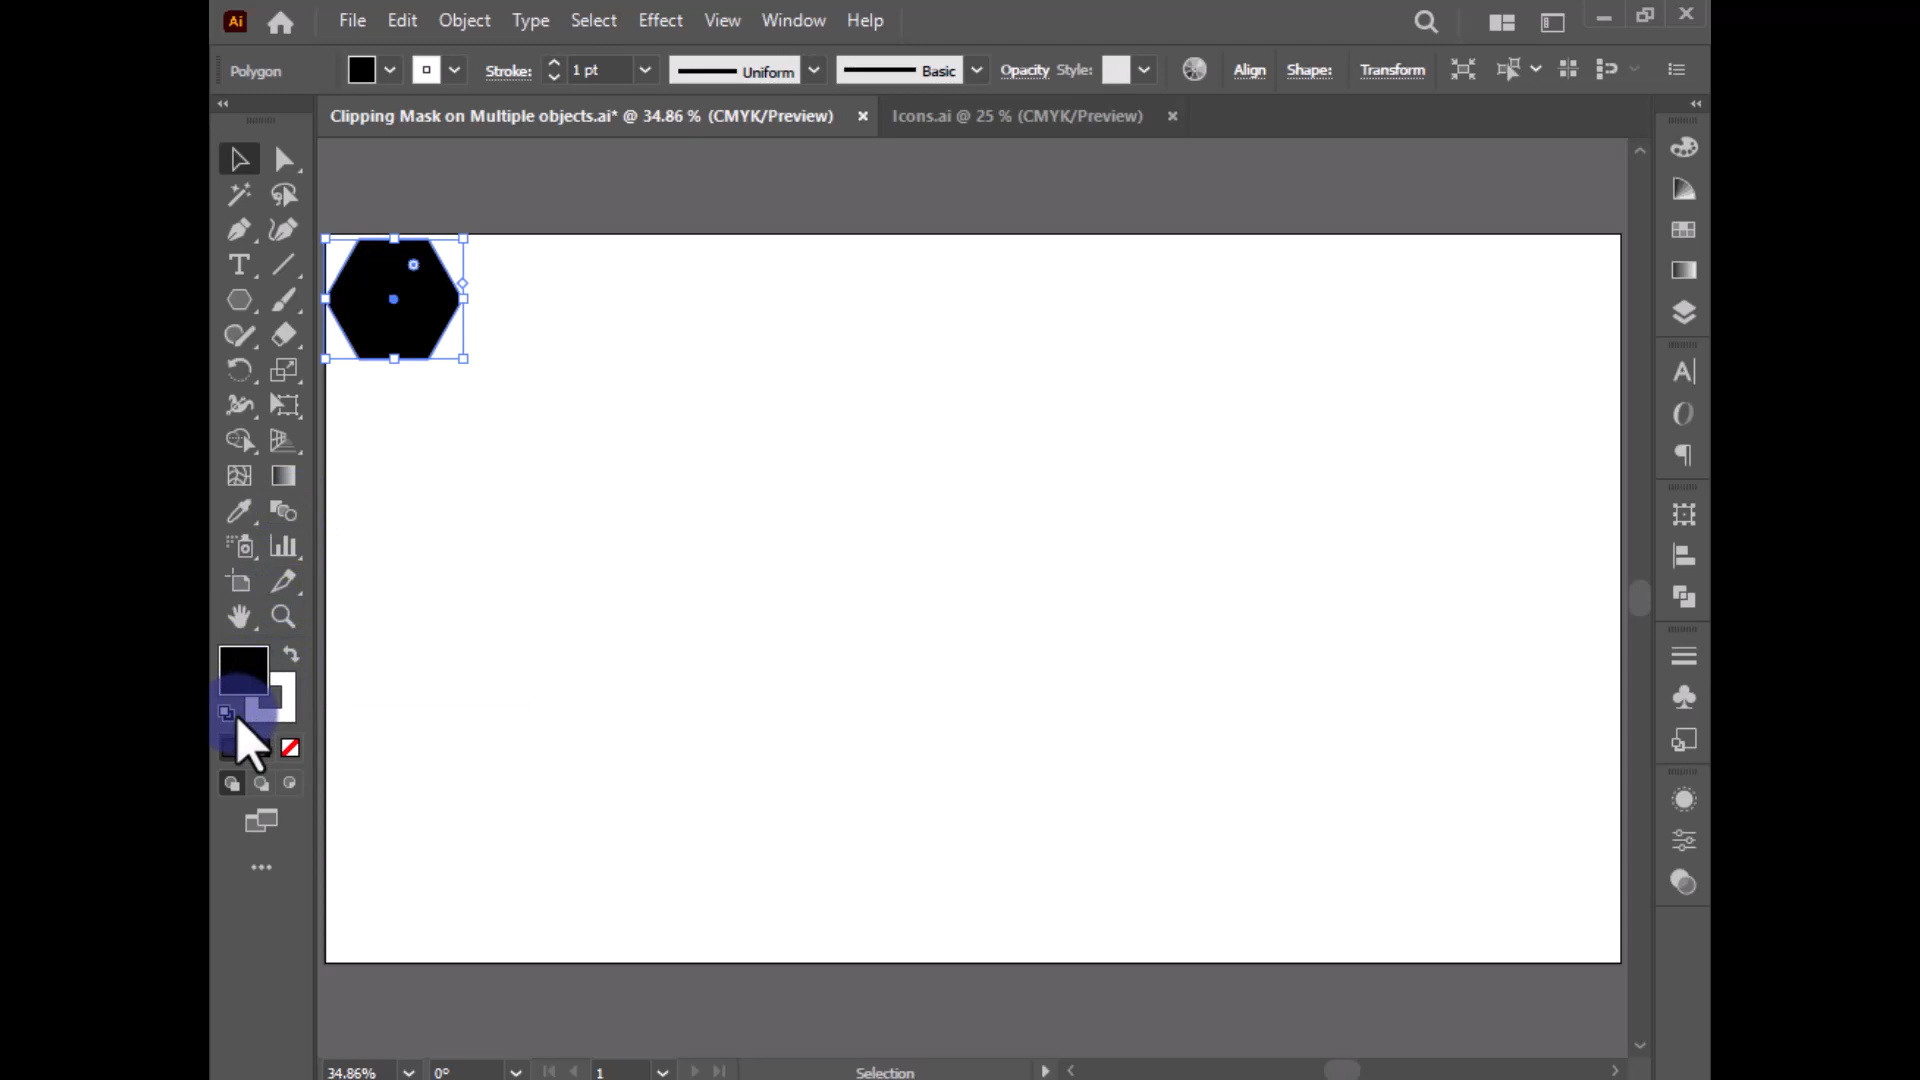 Ai File Edit Object Type Select Effect View Window Help
Polygon Stroke: 1 pt Uniform Basic Opacity Style: Align Shape: Transform
Clipping Mask on Multiple objects.ai* @ 34.86 % (CMYK/Preview) Icons.ai @ 25 % (CMYK/Preview)
34.86% 0° 1 Selection